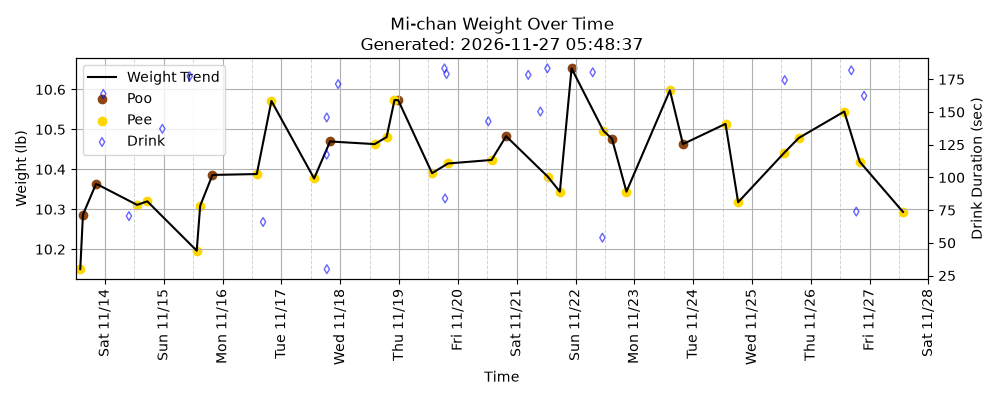 Mi-chan Weight Over Time
Generated: 2026-11-27 05:48:37
Weight Trend
Poo
Pee
Drink
Weight (lb)
10.6
10.5
10.4
10.3
10.2
Drink Duration (sec)
175
150
125
100
75
50
25
Sat 11/14
Sun 11/15
Mon 11/16
Tue 11/17
Wed 11/18
Thu 11/19
Fri 11/20
Sat 11/21
Sun 11/22
Mon 11/23
Tue 11/24
Wed 11/25
Thu 11/26
Fri 11/27
Sat 11/28
Time